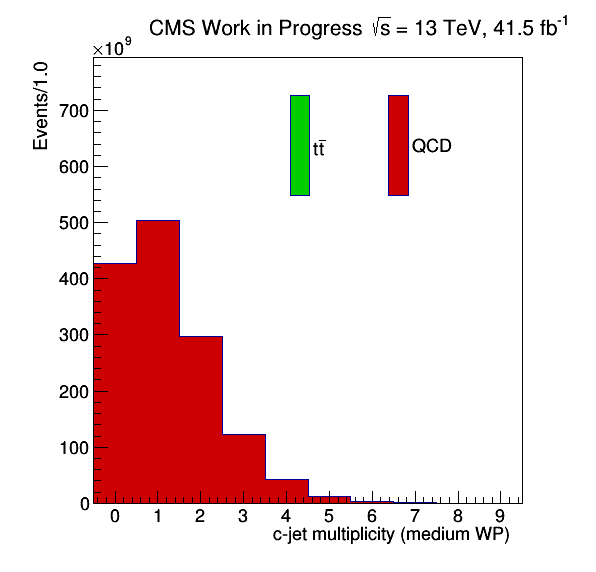 CMS Work in Progress √s = 13 TeV, 41.5 fb⁻¹
×10⁹
Events/1.0
700
600
500
400
300
200
100
0
tt̅
QCD
0 1 2 3 4 5 6 7 8 9
c-jet multiplicity (medium WP)